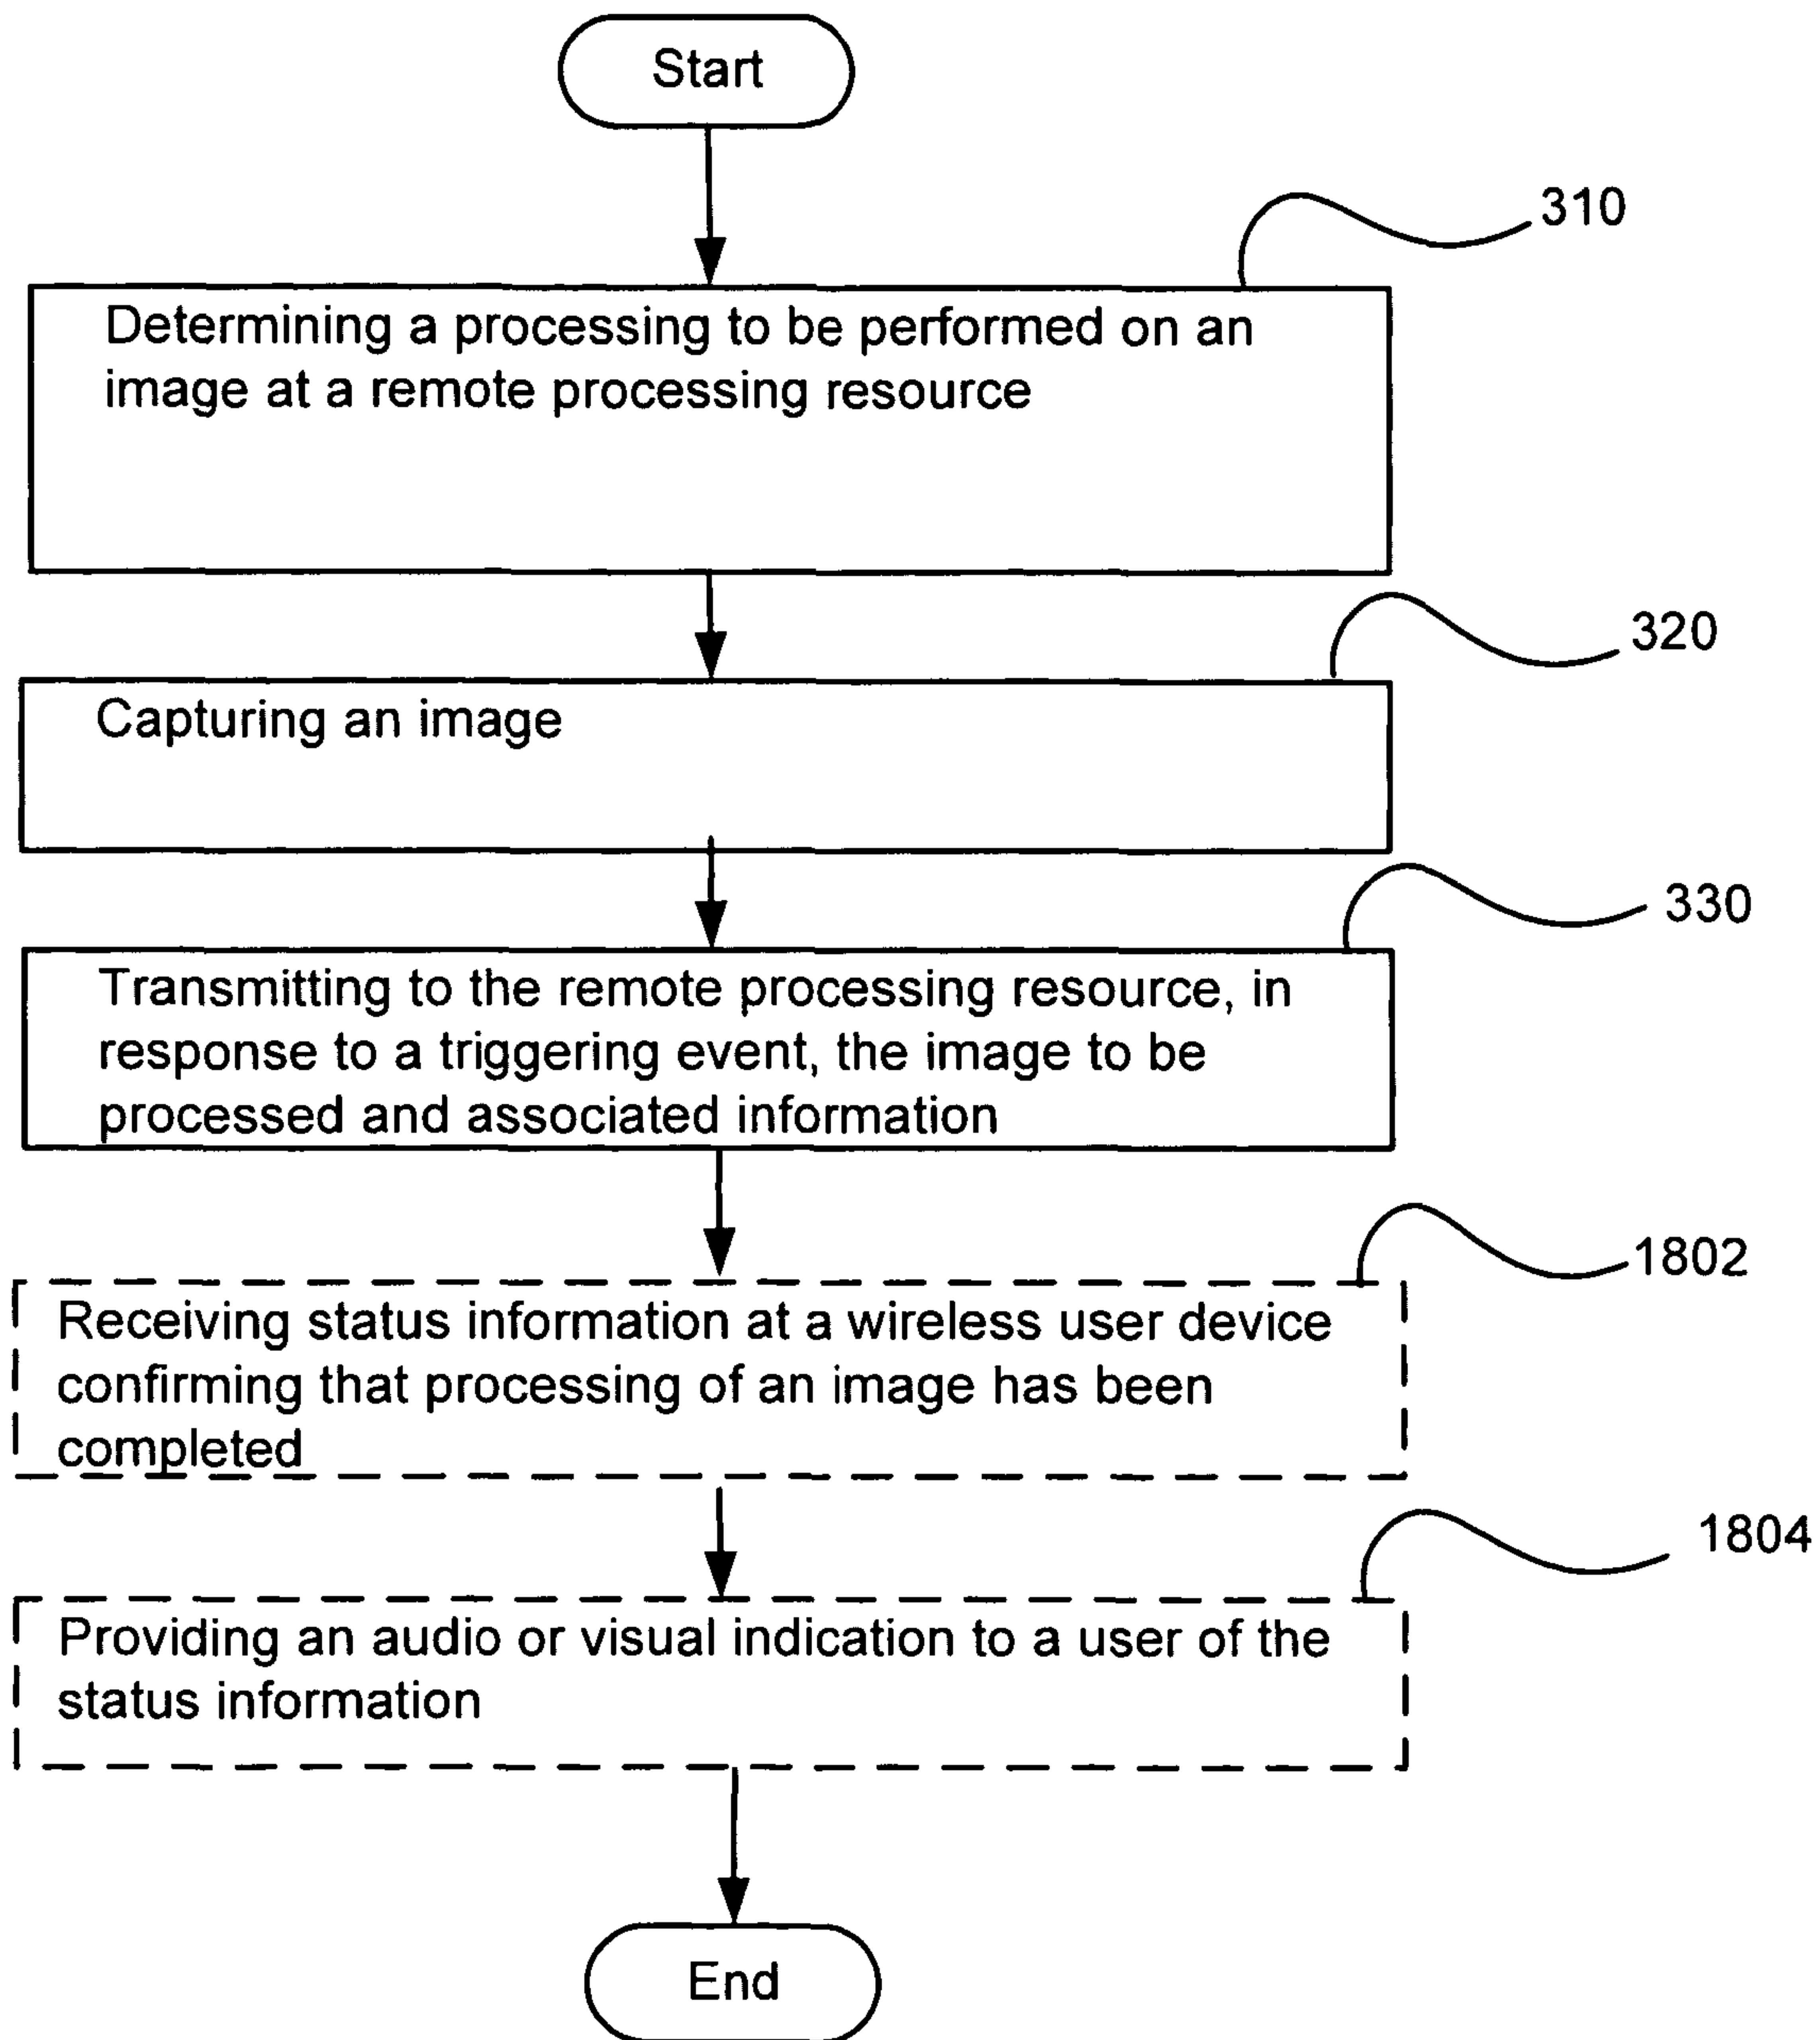 Start
310
Determining a processing to be performed on an
image at a remote processing resource
320
Capturing an image
330
Transmitting to the remote processing resource, in
response to a triggering event, the image to be
processed and associated information
1802
Receiving status information at a wireless user device
confirming that processing of an image has been
completed
1804
Providing an audio or visual indication to a user of the
status information
End